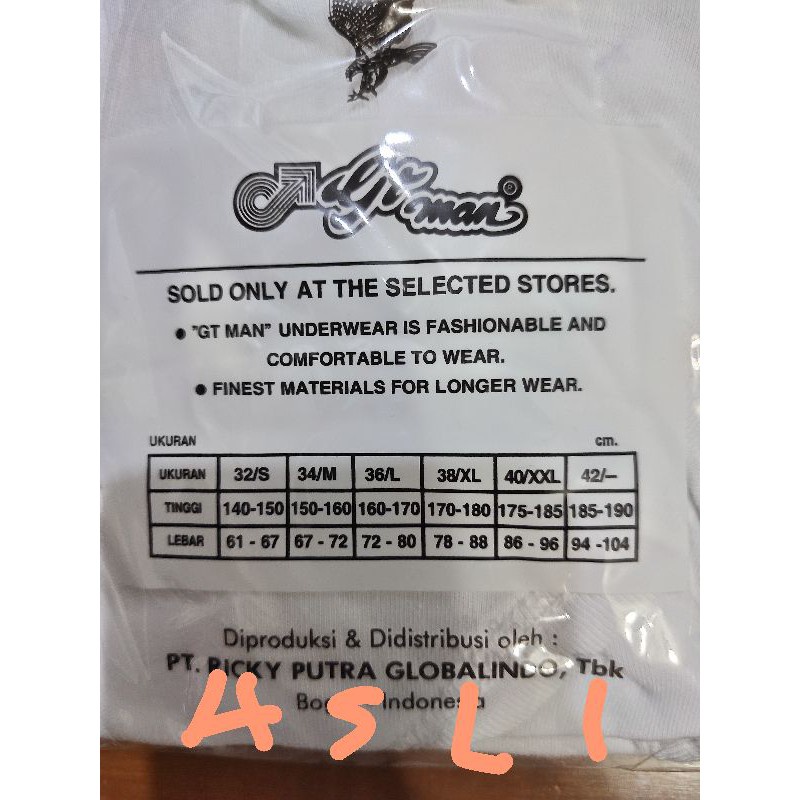 GT man ®
SOLD ONLY AT THE SELECTED STORES.
● "GT MAN" UNDERWEAR IS FASHIONABLE AND
COMFORTABLE TO WEAR.
● FINEST MATERIALS FOR LONGER WEAR.
UKURAN cm.
UKURAN 32/S 34/M 36/L 38/XL 40/XXL 42/–
TINGGI 140-150 150-160 160-170 170-180 175-185 185-190
LEBAR 61 - 67 67 - 72 72 - 80 78 - 88 86 - 96 94 -104
Diproduksi & Didistribusi oleh :
PT. RICKY PUTRA GLOBALINDO, Tbk
Indonesia
ASLI